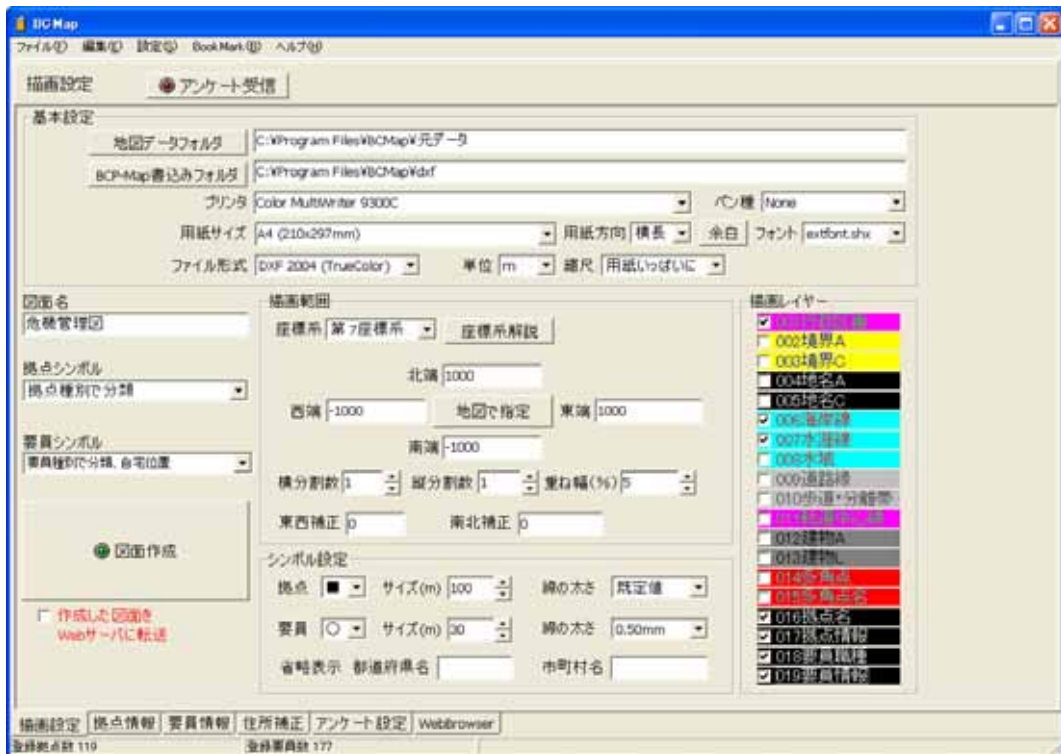 BCMap
ファイル(F) 編集(E) 設定(S) BookMark(B) ヘルプ(H)
描画設定 アンケート受信
基本設定
地図データフォルダ C:¥Program Files¥BCMap¥元データ
BCP-Map書込みフォルダ C:¥Program Files¥BCMap¥dxf
プリンタ Color MultiWriter 9300C ペン種 None
用紙サイズ A4 (210x297mm) 用紙方向 横長 余白 フォント extfont.shx
ファイル形式 DXF 2004 (TrueColor) 単位 m 縮尺 用紙いっぱいに
図面名
危機管理図
拠点シンボル
拠点種別で分類
要員シンボル
要員種別で分類、自宅位置
図面作成
作成した図面を
Webサーバに転送
描画範囲
座標系 第7座標系 座標系解説
北端 1000
西端 -1000 地図で指定 東端 1000
南端 -1000
横分割数 1 縦分割数 1 重ね幅(%) 5
東西補正 0 南北補正 0
シンボル設定
拠点 ■ サイズ(m) 100 線の太さ 既定値
要員 ○ サイズ(m) 30 線の太さ 0.50mm
省略表示 都道府県名 市町村名
描画レイヤー
002境界A
003境界C
004地名A
005地名C
006海岸線
007水涯線
008水域
009道路縁
010歩道・分離帯
012建物A
013建物L
014多角点
015多角点名
016拠点名
017拠点情報
018要員職種
019要員情報
描画設定 拠点情報 要員情報 住所補正 アンケート設定 WebBrowser
登録拠点数 119 登録要員数 177